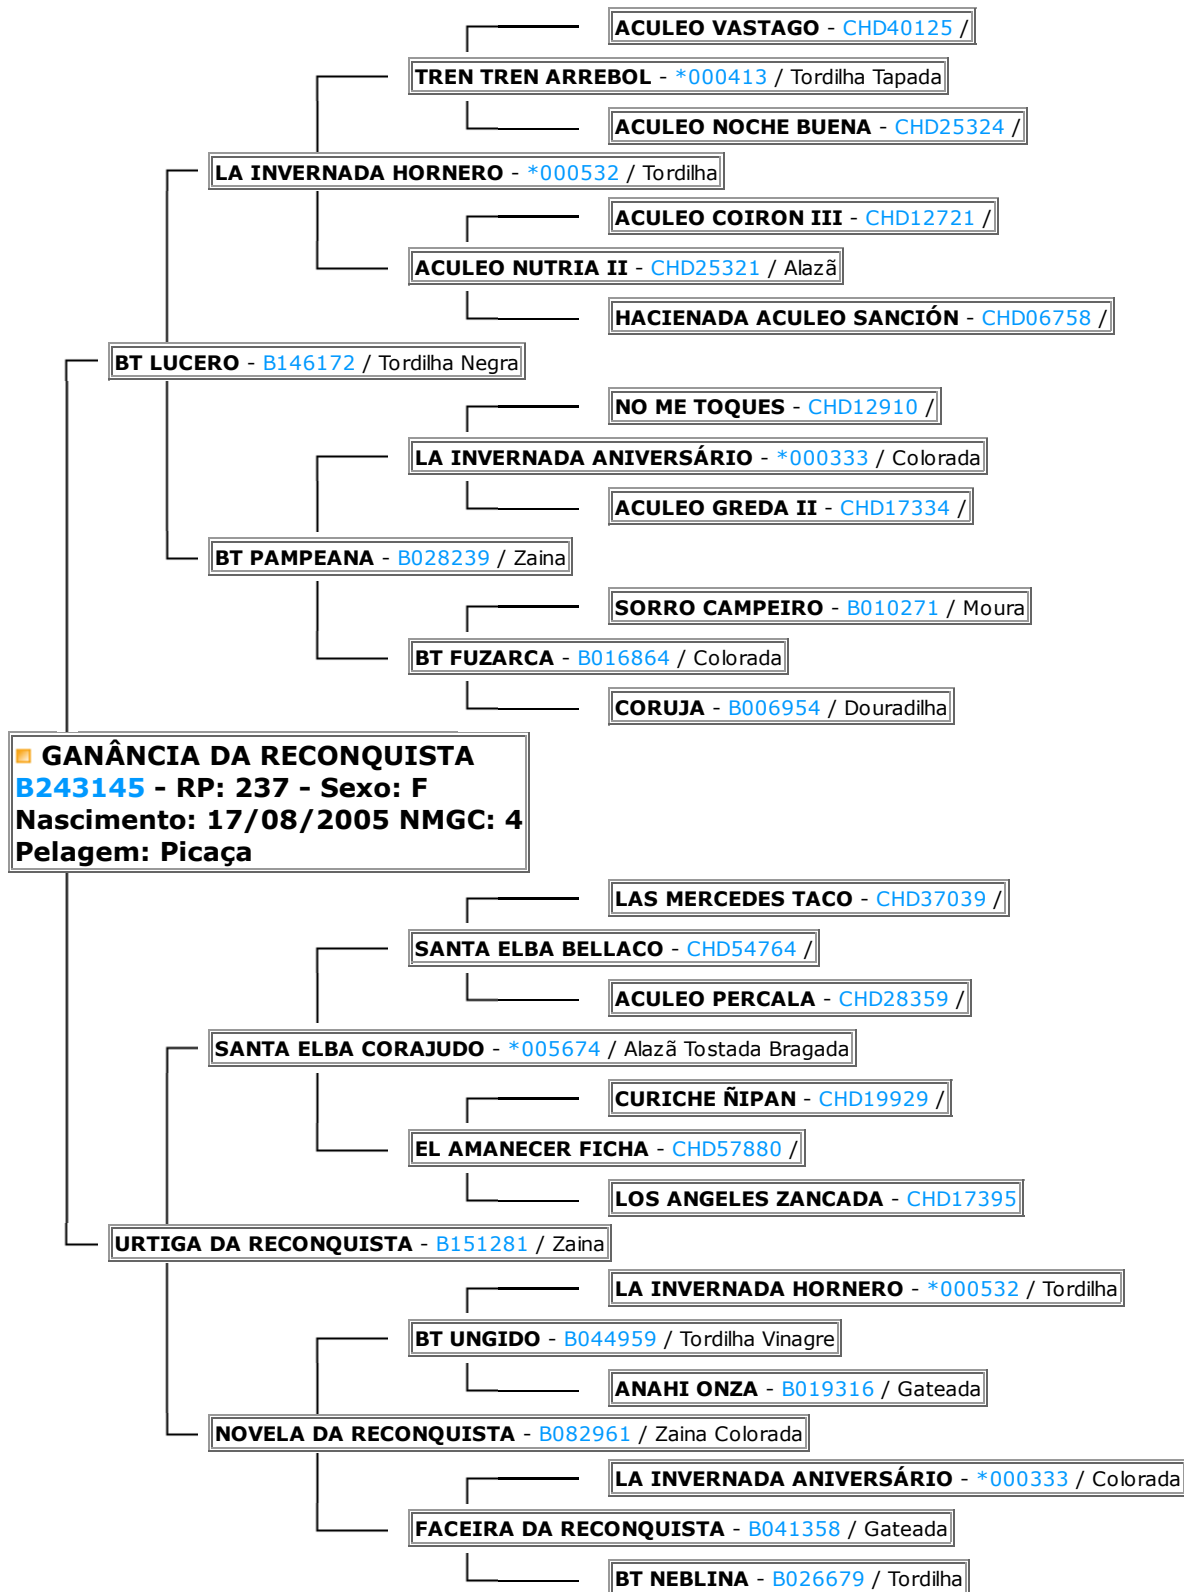 ACULEO VASTAGO - CHD40125 /
TREN TREN ARREBOL - *000413 / Tordilha Tapada
ACULEO NOCHE BUENA - CHD25324 /
LA INVERNADA HORNERO - *000532 / Tordilha
ACULEO COIRON III - CHD12721 /
ACULEO NUTRIA II - CHD25321 / Alazã
HACIENADA ACULEO SANCIÓN - CHD06758 /
BT LUCERO - B146172 / Tordilha Negra
NO ME TOQUES - CHD12910 /
LA INVERNADA ANIVERSÁRIO - *000333 / Colorada
ACULEO GREDA II - CHD17334 /
BT PAMPEANA - B028239 / Zaina
SORRO CAMPEIRO - B010271 / Moura
BT FUZARCA - B016864 / Colorada
CORUJA - B006954 / Douradilha
GANÂNCIA DA RECONQUISTA
B243145 - RP: 237 - Sexo: F
Nascimento: 17/08/2005 NMGC: 4
Pelagem: Picaça
LAS MERCEDES TACO - CHD37039 /
SANTA ELBA BELLACO - CHD54764 /
ACULEO PERCALA - CHD28359 /
SANTA ELBA CORAJUDO - *005674 / Alazã Tostada Bragada
CURICHE ÑIPAN - CHD19929 /
EL AMANECER FICHA - CHD57880 /
LOS ANGELES ZANCADA - CHD17395
URTIGA DA RECONQUISTA - B151281 / Zaina
LA INVERNADA HORNERO - *000532 / Tordilha
BT UNGIDO - B044959 / Tordilha Vinagre
ANAHI ONZA - B019316 / Gateada
NOVELA DA RECONQUISTA - B082961 / Zaina Colorada
LA INVERNADA ANIVERSÁRIO - *000333 / Colorada
FACEIRA DA RECONQUISTA - B041358 / Gateada
BT NEBLINA - B026679 / Tordilha